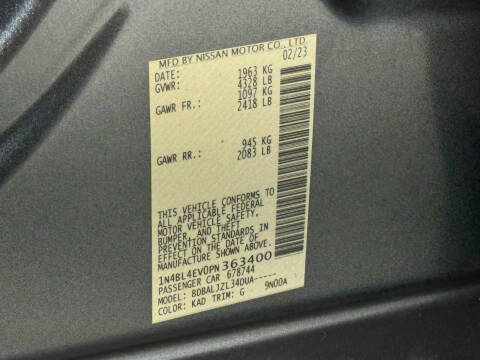 MFD BY NISSAN MOTOR CO., LTD.
DATE: 02/23
GVWR: 1963 KG
4328 LB
GAWR FR.: 1097 KG
2418 LB
GAWR RR.: 945 KG
2083 LB
THIS VEHICLE CONFORMS TO
ALL APPLICABLE FEDERAL
MOTOR VEHICLE SAFETY,
BUMPER, AND THEFT
PREVENTION STANDARDS IN
EFFECT ON THE DATE OF
MANUFACTURE SHOWN ABOVE.
1N4BL4EV0PN363400
PASSENGER CAR 678744
MODEL: BDBALJZL34DUA-----
COLOR: KAD TRIM: G 9N00A